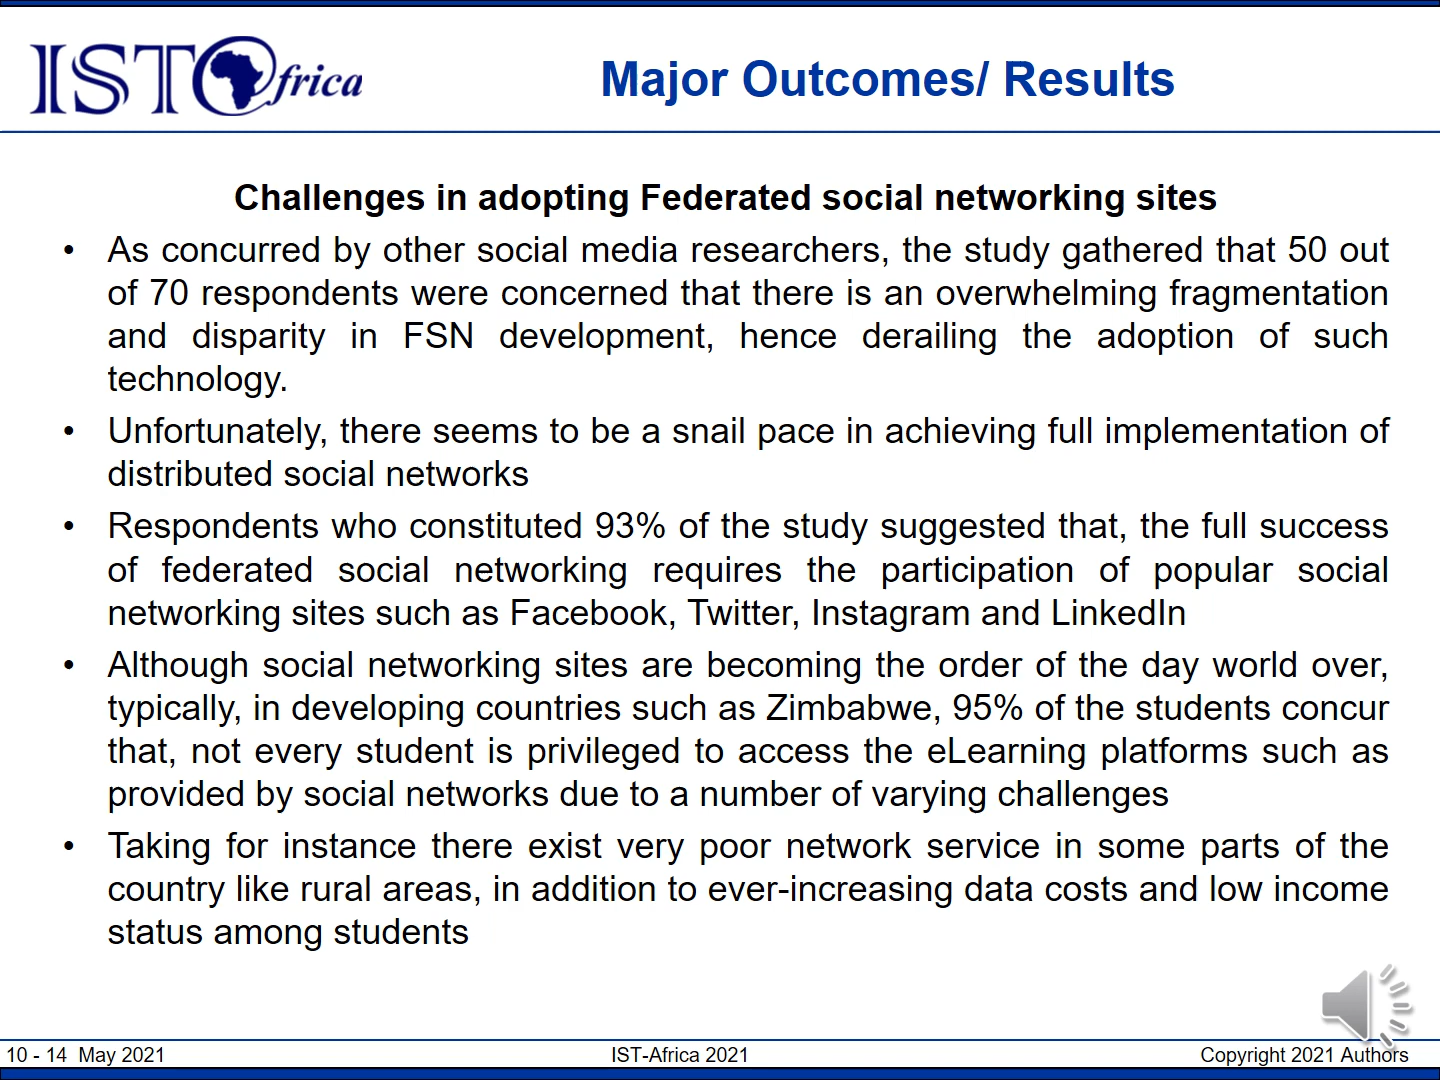 IST@frica
Major Outcomes/ Results
Challenges in adopting Federated social networking sites
• As concurred by other social media researchers, the study gathered that 50 out
of 70 respondents were concerned that there is an overwhelming fragmentation
and disparity in FSN development, hence derailing the adoption of such
technology.
• Unfortunately, there seems to be a snail pace in achieving full implementation of
distributed social networks
• Respondents who constituted 93% of the study suggested that, the full success
of federated social networking requires the participation of popular social
networking sites such as Facebook, Twitter, Instagram and LinkedIn
• Although social networking sites are becoming the order of the day world over,
typically, in developing countries such as Zimbabwe, 95% of the students concur
that, not every student is privileged to access the eLearning platforms such as
provided by social networks due to a number of varying challenges
• Taking for instance there exist very poor network service in some parts of the
country like rural areas, in addition to ever-increasing data costs and low income
status among students
10 - 14 May 2021
IST-Africa 2021
Copyright 2021 Authors